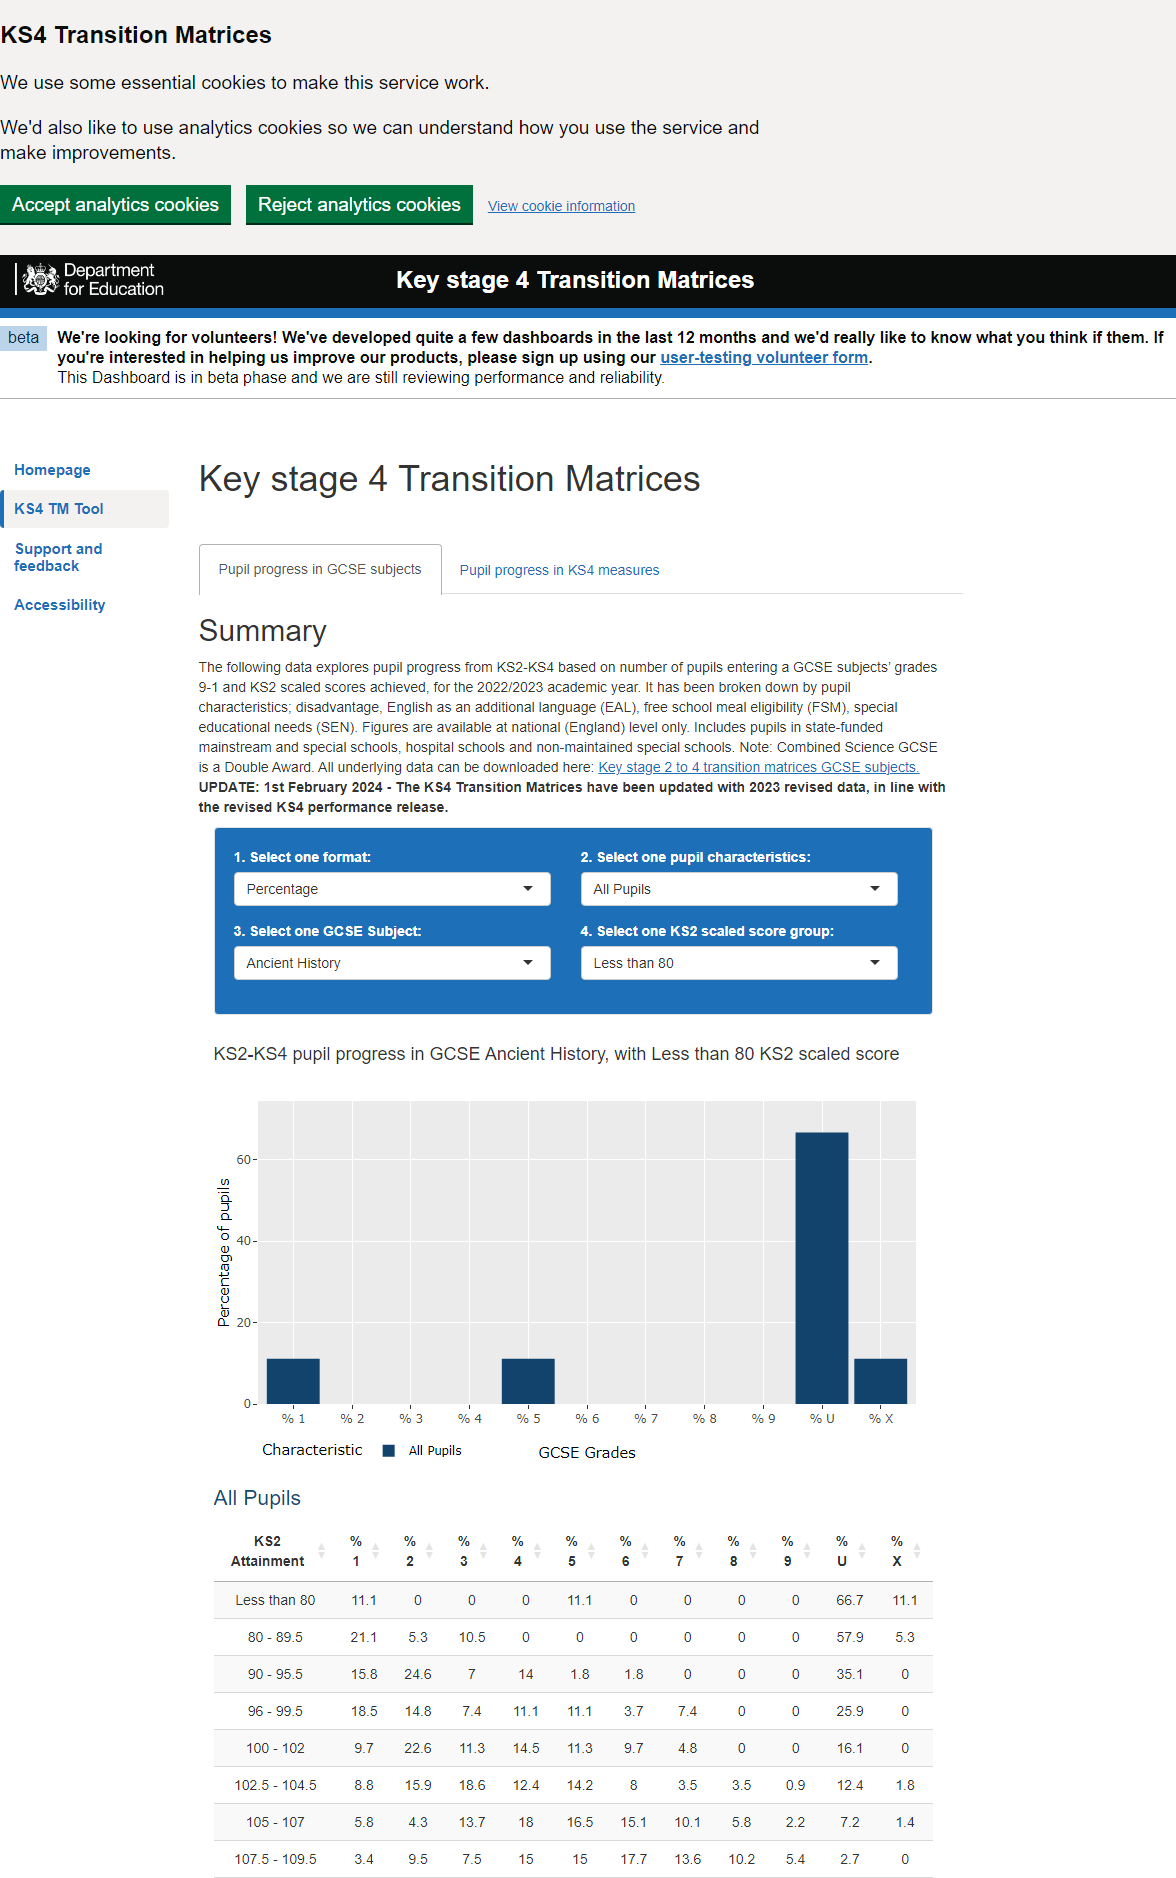 KS4 Transition Matrices
We use some essential cookies to make this service work.
We'd also like to use analytics cookies so we can understand how you use the service and
make improvements.
Accept analytics cookies
Reject analytics cookies
View cookie information
Department
for Education
Key stage 4 Transition Matrices
beta
We're looking for volunteers! We've developed quite a few dashboards in the last 12 months and we'd really like to know what you think if them. If
you're interested in helping us improve our products, please sign up using our user-testing volunteer form.
This Dashboard is in beta phase and we are still reviewing performance and reliability.
Homepage
KS4 TM Tool
Support and
feedback
Accessibility
Key stage 4 Transition Matrices
Pupil progress in GCSE subjects
Pupil progress in KS4 measures
Summary
The following data explores pupil progress from KS2-KS4 based on number of pupils entering a GCSE subjects' grades
9-1 and KS2 scaled scores achieved, for the 2022/2023 academic year. It has been broken down by pupil
characteristics; disadvantage, English as an additional language (EAL), free school meal eligibility (FSM), special
educational needs (SEN). Figures are available at national (England) level only. Includes pupils in state-funded
mainstream and special schools, hospital schools and non-maintained special schools. Note: Combined Science GCSE
is a Double Award. All underlying data can be downloaded here: Key stage 2 to 4 transition matrices GCSE subjects.
UPDATE: 1st February 2024 - The KS4 Transition Matrices have been updated with 2023 revised data, in line with
the revised KS4 performance release.
1. Select one format:
Percentage
2. Select one pupil characteristics:
All Pupils
3. Select one GCSE Subject:
Ancient History
4. Select one KS2 scaled score group:
Less than 80
KS2-KS4 pupil progress in GCSE Ancient History, with Less than 80 KS2 scaled score
Percentage of pupils
60
40
20
0
% 1 % 2 % 3 % 4 % 5 % 6 % 7 % 8 % 9 % U % X
Characteristic All Pupils
GCSE Grades
All Pupils
KS2 % % % % % % % % % % %
Attainment 1 2 3 4 5 6 7 8 9 U X
Less than 80 11.1 0 0 0 11.1 0 0 0 0 66.7 11.1
80 - 89.5 21.1 5.3 10.5 0 0 0 0 0 0 57.9 5.3
90 - 95.5 15.8 24.6 7 14 1.8 1.8 0 0 0 35.1 0
96 - 99.5 18.5 14.8 7.4 11.1 11.1 3.7 7.4 0 0 25.9 0
100 - 102 9.7 22.6 11.3 14.5 11.3 9.7 4.8 0 0 16.1 0
102.5 - 104.5 8.8 15.9 18.6 12.4 14.2 8 3.5 3.5 0.9 12.4 1.8
105 - 107 5.8 4.3 13.7 18 16.5 15.1 10.1 5.8 2.2 7.2 1.4
107.5 - 109.5 3.4 9.5 7.5 15 15 17.7 13.6 10.2 5.4 2.7 0